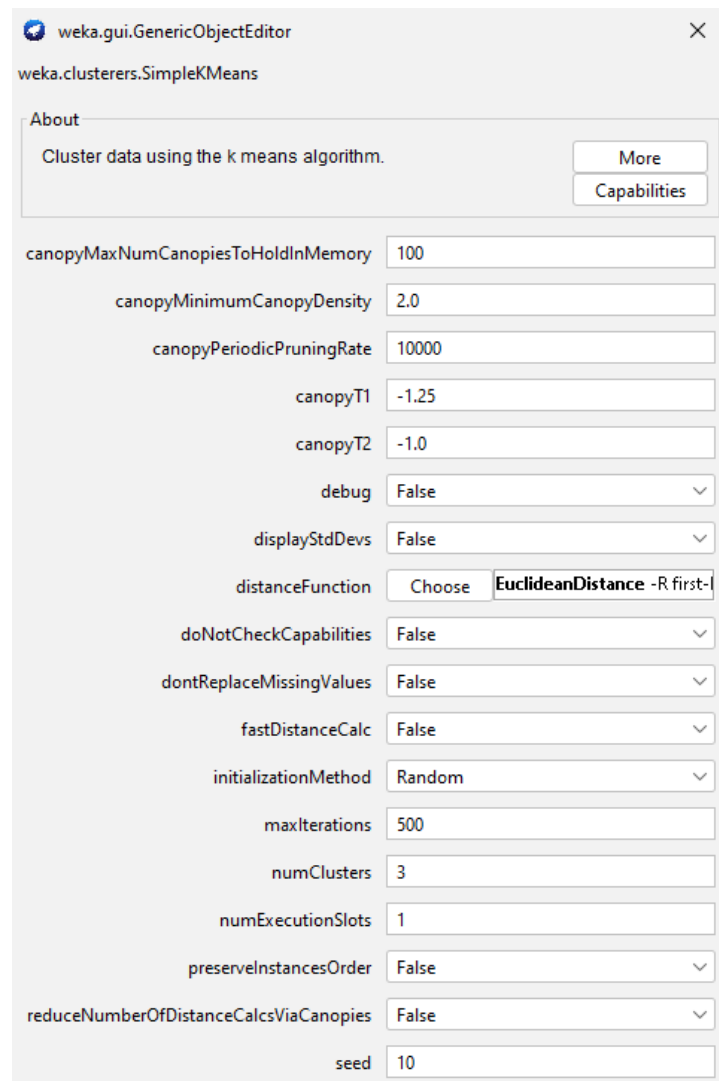 weka.gui.GenericObjectEditor
weka.clusterers.SimpleKMeans
About
Cluster data using the k means algorithm.
More
Capabilities
canopyMaxNumCanopiesToHoldInMemory 100
canopyMinimumCanopyDensity 2.0
canopyPeriodicPruningRate 10000
canopyT1 -1.25
canopyT2 -1.0
debug False
displayStdDevs False
distanceFunction Choose EuclideanDistance -R first-l
doNotCheckCapabilities False
dontReplaceMissingValues False
fastDistanceCalc False
initializationMethod Random
maxIterations 500
numClusters 3
numExecutionSlots 1
preserveInstancesOrder False
reduceNumberOfDistanceCalcsViaCanopies False
seed 10